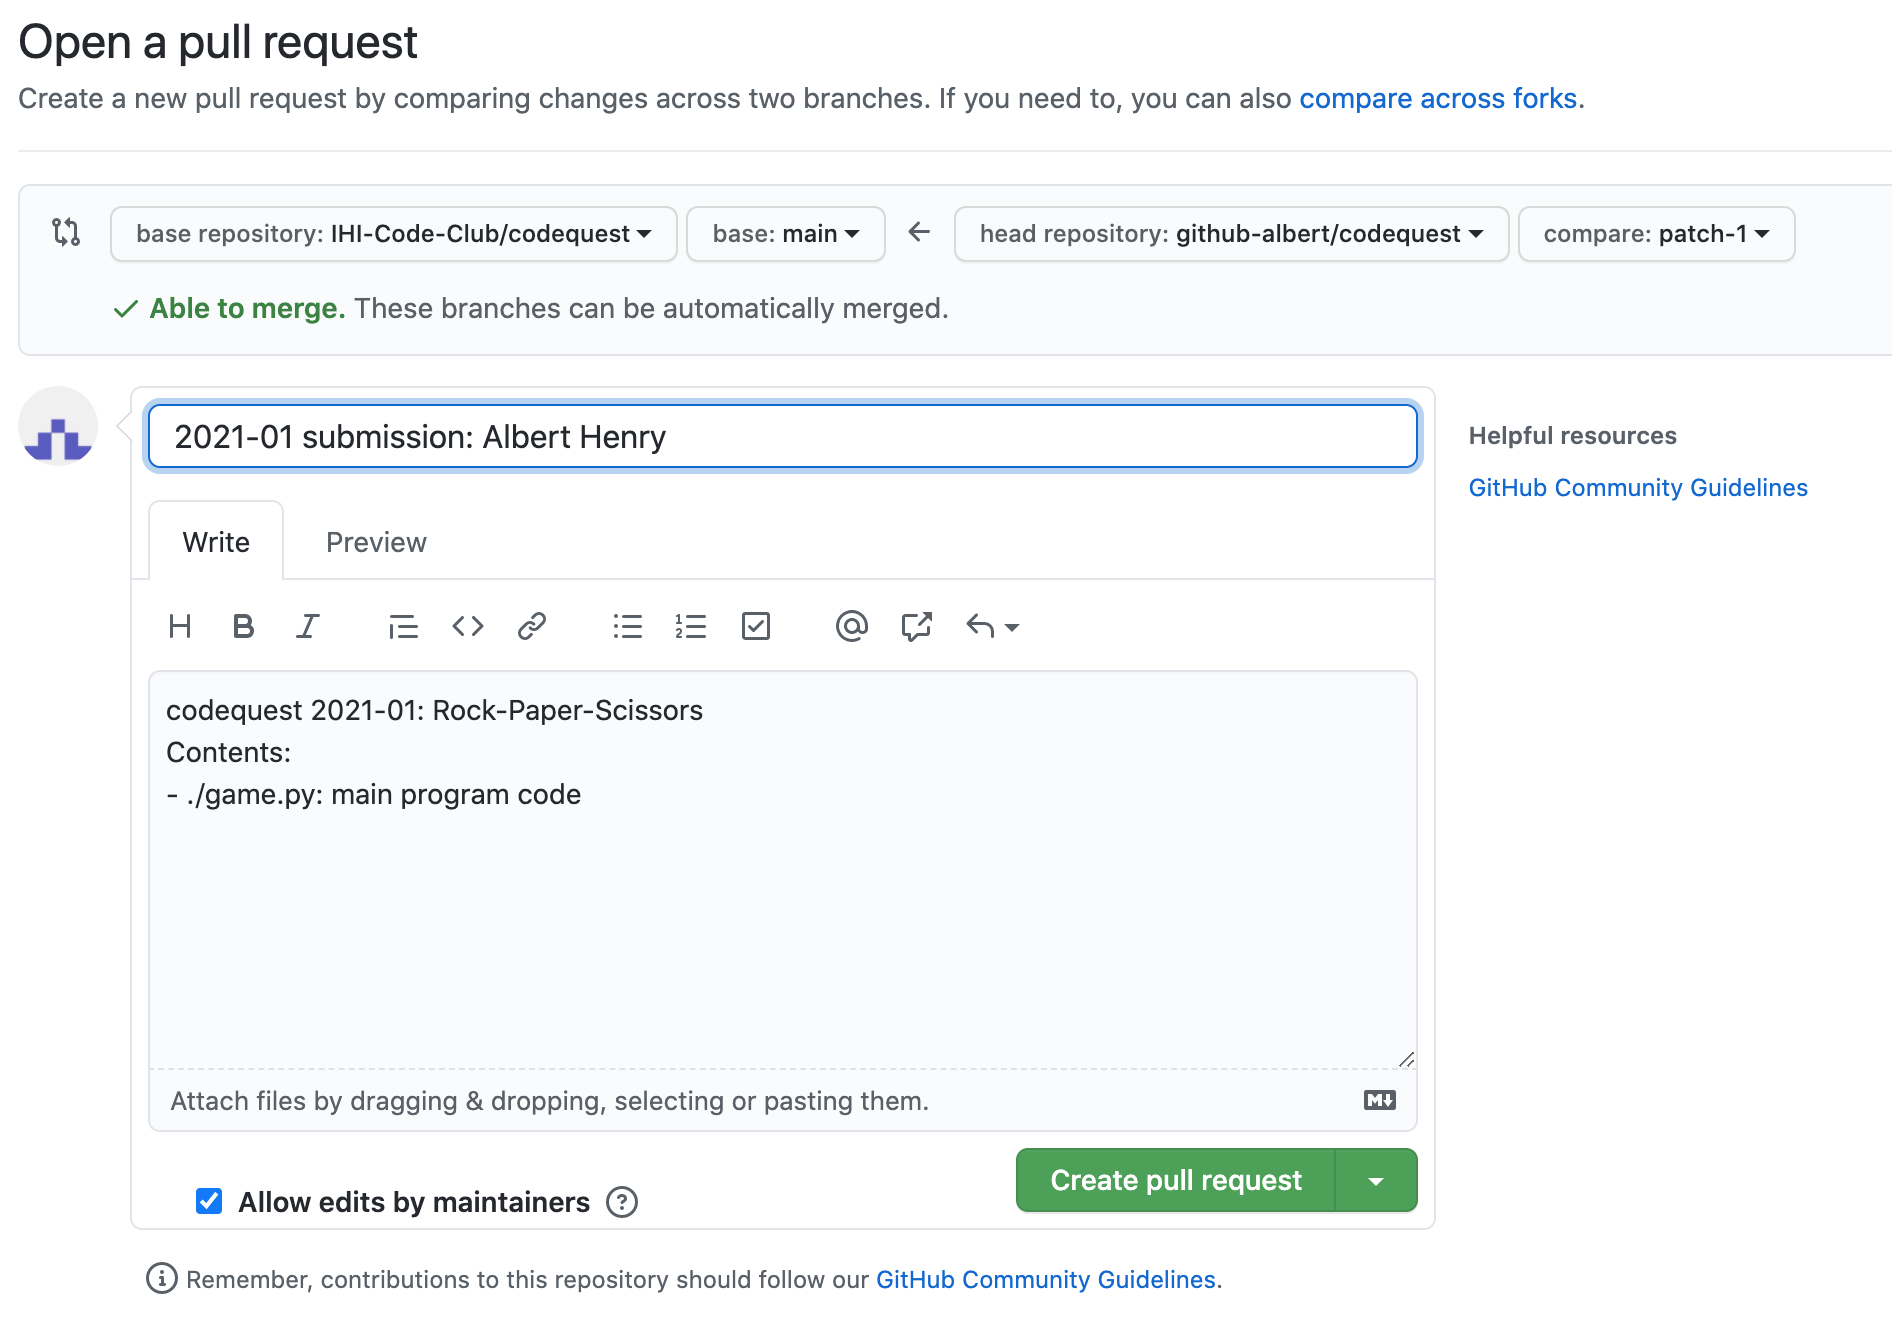 Open a pull request
Create a new pull request by comparing changes across two branches. If you need to, you can also compare across forks.
base repository: IHI-Code-Club/codequest base: main head repository: github-albert/codequest compare: patch-1
Able to merge. These branches can be automatically merged.
2021-01 submission: Albert Henry
Helpful resources
GitHub Community Guidelines
Write Preview
codequest 2021-01: Rock-Paper-Scissors
Contents:
- ./game.py: main program code
Attach files by dragging & dropping, selecting or pasting them.
Create pull request
Allow edits by maintainers
Remember, contributions to this repository should follow our GitHub Community Guidelines.